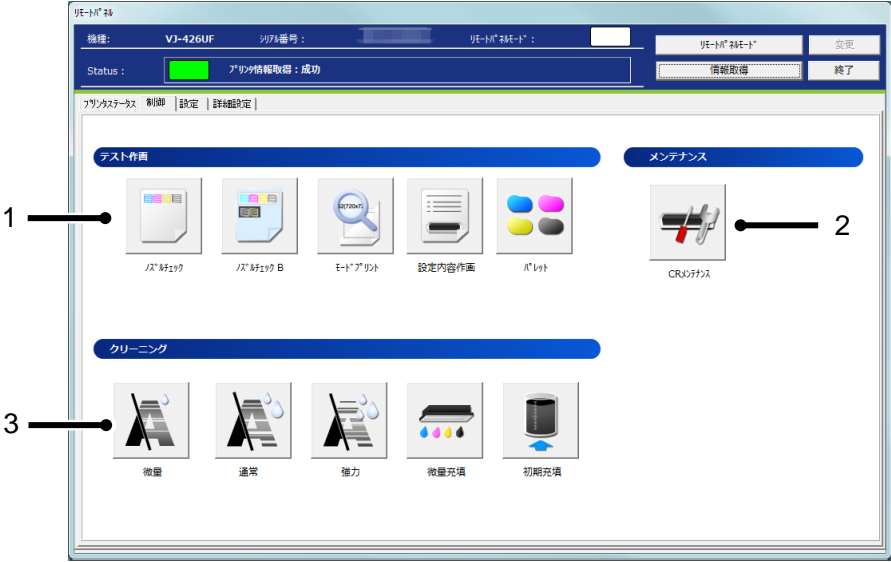 ﾘﾓｰﾄﾊﾟﾈﾙ
機種: VJ-426UF ｼﾘｱﾙ番号： ﾘﾓｰﾄﾊﾟﾈﾙﾓｰﾄﾞ： ﾘﾓｰﾄﾊﾟﾈﾙﾓｰﾄﾞ 変更
Status： ﾌﾟﾘﾝﾀ情報取得：成功 情報取得 終了
ﾌﾟﾘﾝﾀｽﾃｰﾀｽ 制御 設定 詳細設定
テスト作画 メンテナンス
1
2
ﾉｽﾞﾙﾁｪｯｸ ﾉｽﾞﾙﾁｪｯｸ B ﾓｰﾄﾞﾌﾟﾘﾝﾄ 設定内容作画 ﾊﾟﾚｯﾄ CRﾒﾝﾃﾅﾝｽ
クリーニング
3
微量 通常 強力 微量充填 初期充填